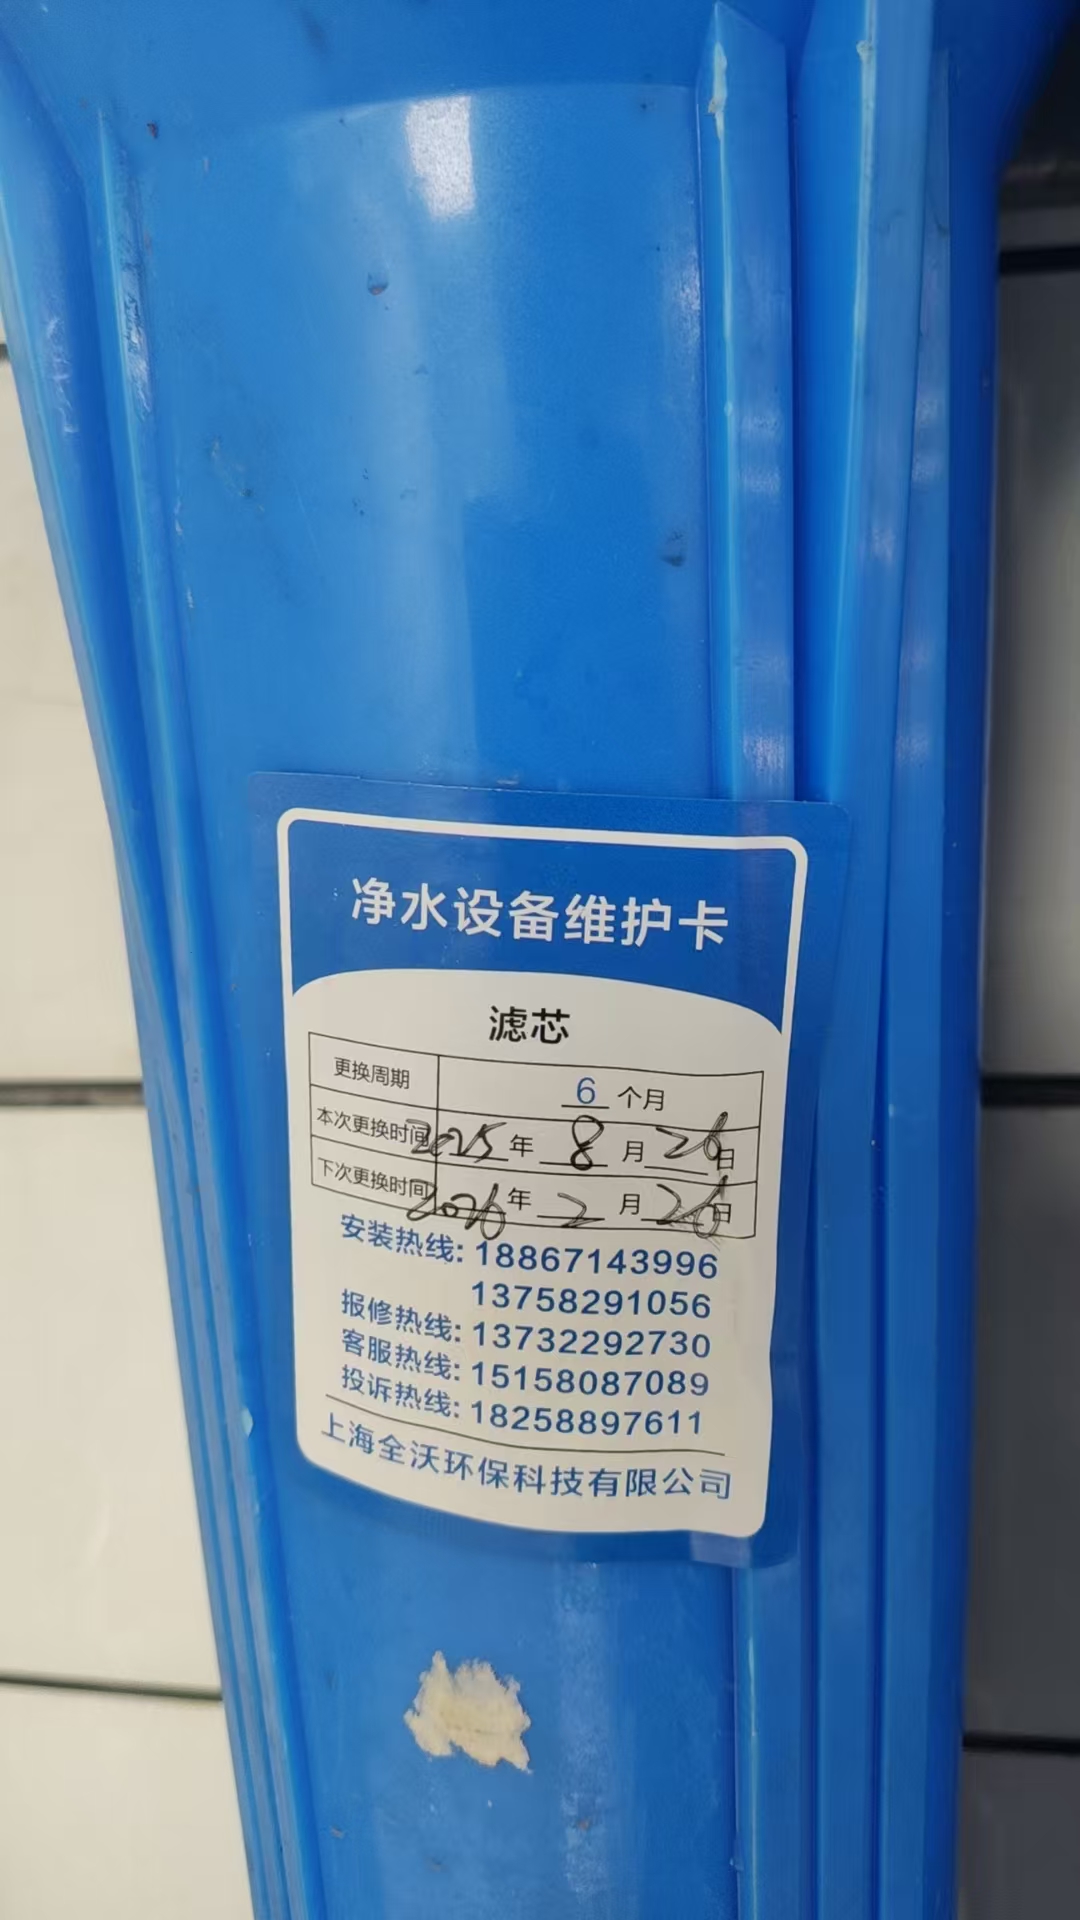 净水设备维护卡
滤芯
更换周期 6 个月
本次更换时间 2025 年 8 月 26 日
下次更换时间 2026 年 2 月 26 日
安装热线: 18867143996
13758291056
报修热线: 13732292730
客服热线: 15158087089
投诉热线: 18258897611
上海全沃环保科技有限公司